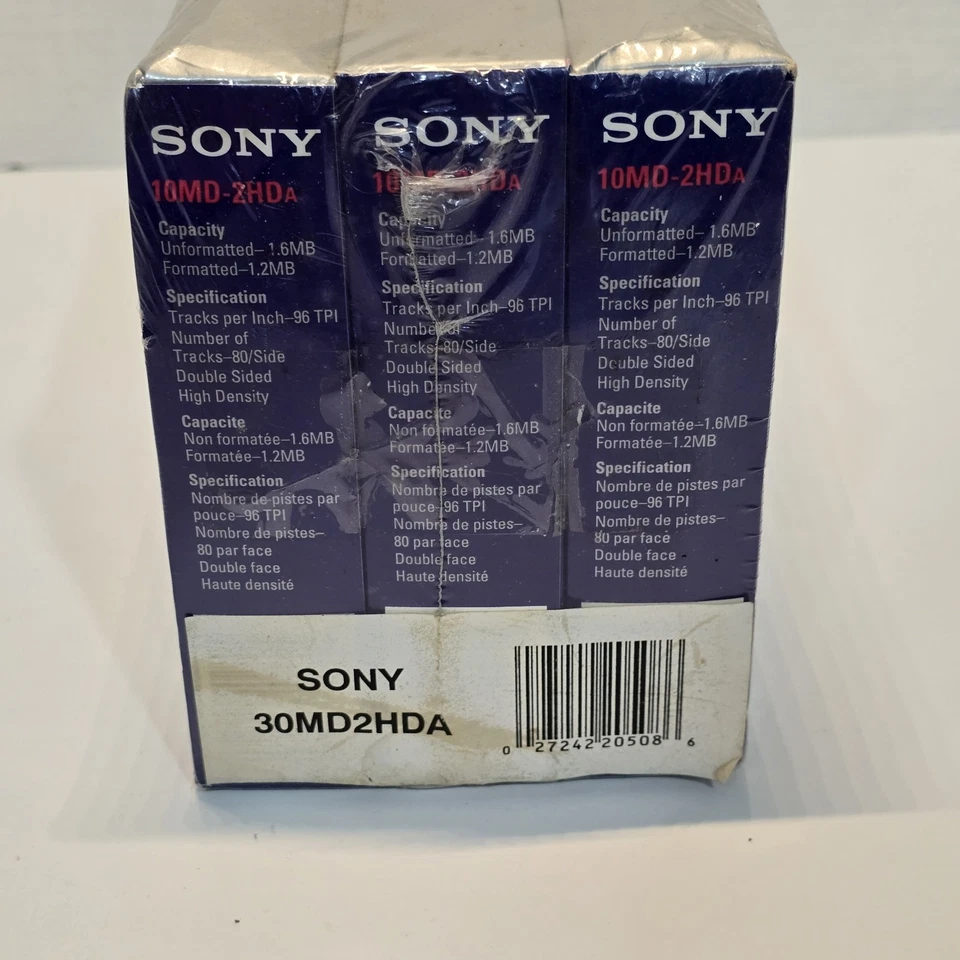 SONY
10MD-2HDA
Capacity
Unformatted–1.6MB
Formatted–1.2MB
Specification
Tracks per Inch–96 TPI
Number of
Tracks–80/Side
Double Sided
High Density
Capacite
Non formatée–1.6MB
Formatée–1.2MB
Specification
Nombre de pistes par
pouce–96 TPI
Nombre de pistes–
80 par face
Double face
Haute densité
SONY
10MD-2HDA
Capacity
Unformatted–1.6MB
Formatted–1.2MB
Specification
Tracks per Inch–96 TPI
Number of
Tracks–80/Side
Double Sided
High Density
Capacite
Non formatée–1.6MB
Formatée–1.2MB
Specification
Nombre de pistes par
pouce–96 TPI
Nombre de pistes–
80 par face
Double face
Haute densité
SONY
10MD-2HDA
Capacity
Unformatted–1.6MB
Formatted–1.2MB
Specification
Tracks per Inch–96 TPI
Number of
Tracks–80/Side
Double Sided
High Density
Capacite
Non formatée–1.6MB
Formatée–1.2MB
Specification
Nombre de pistes par
pouce–96 TPI
Nombre de pistes–
80 par face
Double face
Haute densité
SONY
30MD2HDA
0 27242 20508 6